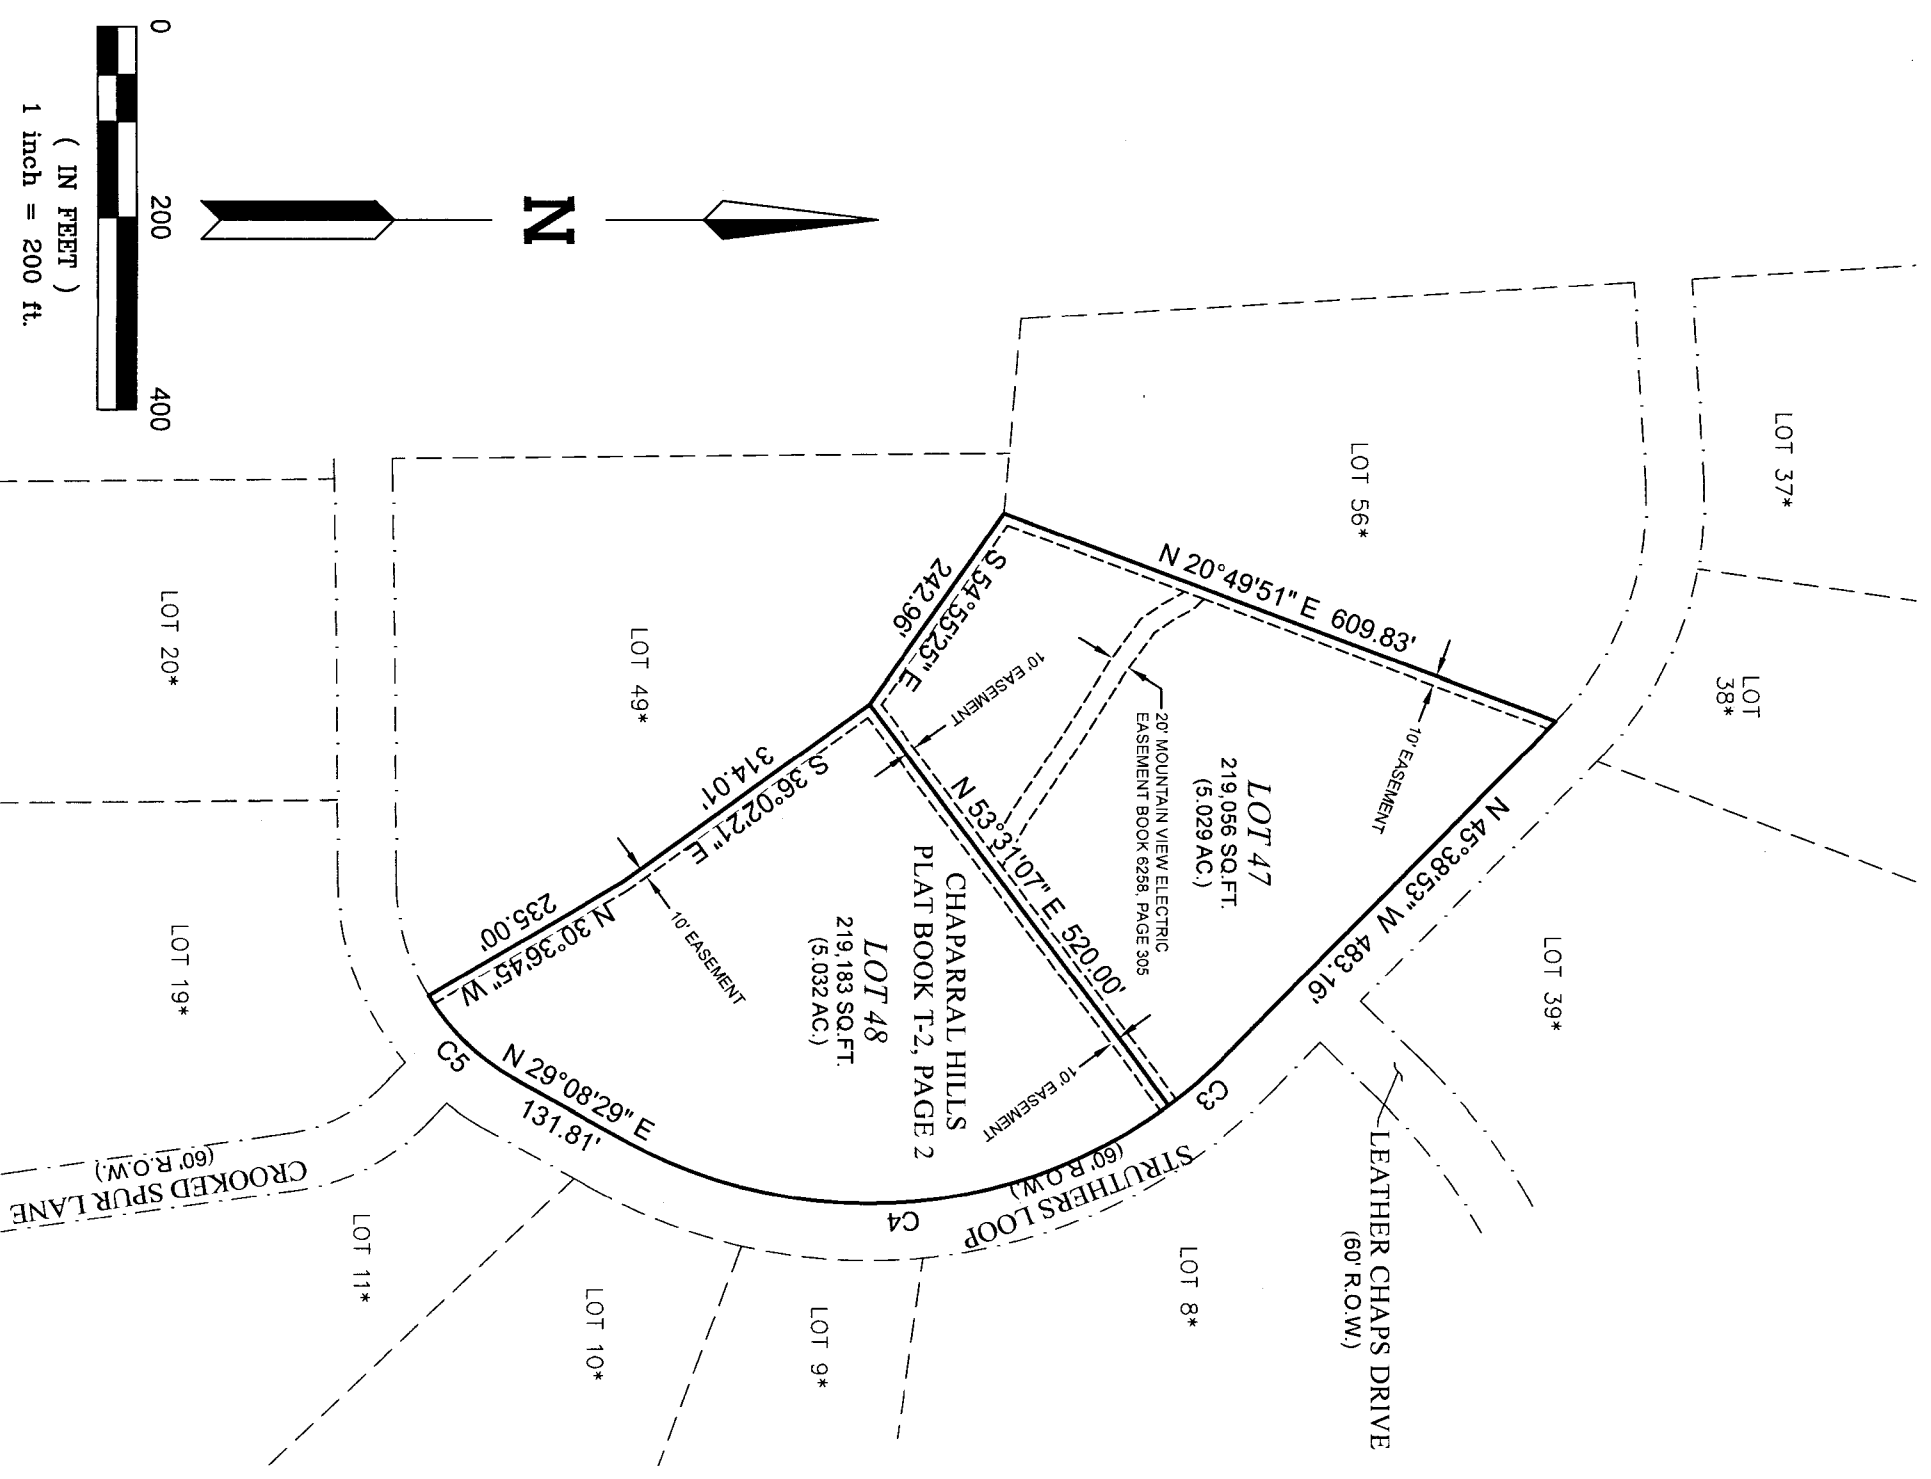 LOT 37*
LOT
38*
LOT 56*
N 20°49'51" E 609.83'
10' EASEMENT
N 45°38'53" W 483.16'
LOT 39*
LEATHER CHAPS DRIVE
(60' R.O.W.)
LOT 47
219,056 SQ.FT.
(5.029 AC.)
20' MOUNTAIN VIEW ELECTRIC
EASEMENT BOOK 6258, PAGE 305
10' EASEMENT
S 54°55'25" E
242.96'
N 53°31'07" E 520.00'
C3
CHAPARRAL HILLS
PLAT BOOK T-2, PAGE 2
LOT 48
219,183 SQ.FT.
(5.032 AC.)
10' EASEMENT
STRUTHERS LOOP
(60' R.O.W.)
C4
LOT 8*
LOT 9*
LOT 10*
LOT 11*
S 36°02'21" E
314.01'
10' EASEMENT
N 30°36'45" W
235.00'
C5
N 29°08'29" E
131.81'
LOT 49*
LOT 20*
LOT 19*
CROOKED SPUR LANE
(60' R.O.W.)
N
0 200 400
( IN FEET )
1 inch = 200 ft.